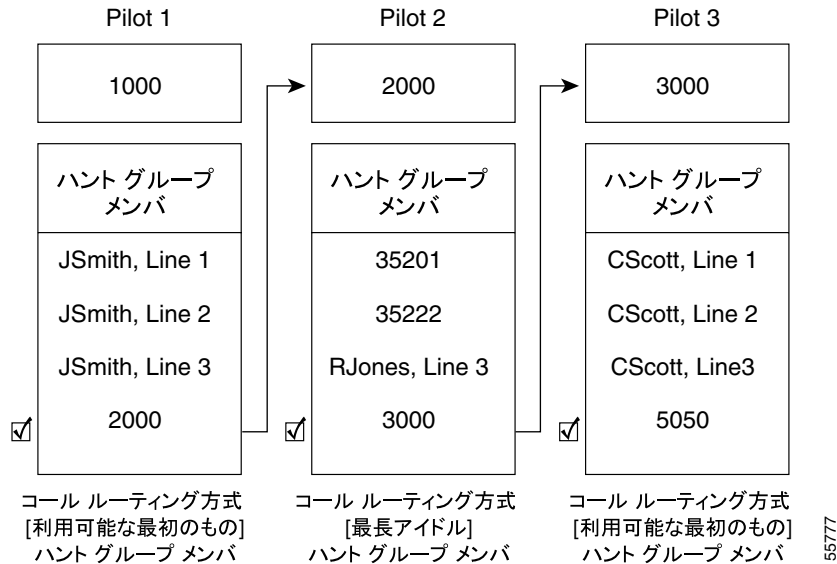 Pilot 1
1000
ハント グループ
メンバ
JSmith, Line 1
JSmith, Line 2
JSmith, Line 3
2000
コール ルーティング方式
[利用可能な最初のもの]
ハント グループ メンバ
Pilot 2
2000
ハント グループ
メンバ
35201
35222
RJones, Line 3
3000
コール ルーティング方式
[最長アイドル]
ハント グループ メンバ
Pilot 3
3000
ハント グループ
メンバ
CScott, Line 1
CScott, Line 2
CScott, Line3
5050
コール ルーティング方式
[利用可能な最初のもの]
ハント グループ メンバ
55777